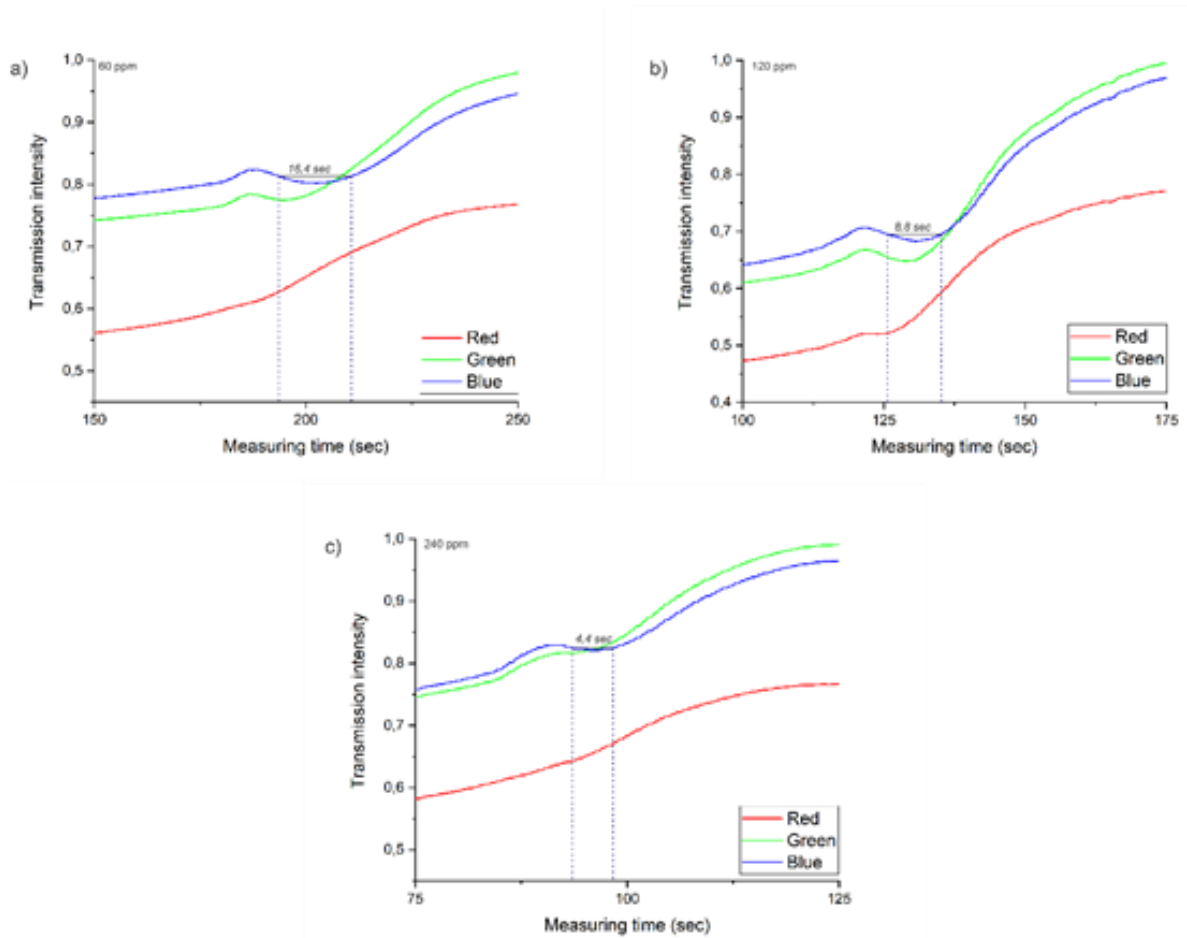 a)
60 ppm
1,0
0,9
0,8
0,7
0,6
0,5
Transmission intensity
16,4 sec
Red
Green
Blue
150
200
250
Measuring time (sec)
b)
120 ppm
1,0
0,9
0,8
0,7
0,6
0,5
0,4
Transmission intensity
8,8 sec
Red
Green
Blue
100
125
150
175
Measuring time (sec)
c)
240 ppm
1,0
0,9
0,8
0,7
0,6
0,5
Transmission intensity
4,4 sec
Red
Green
Blue
75
100
125
Measuring time (sec)